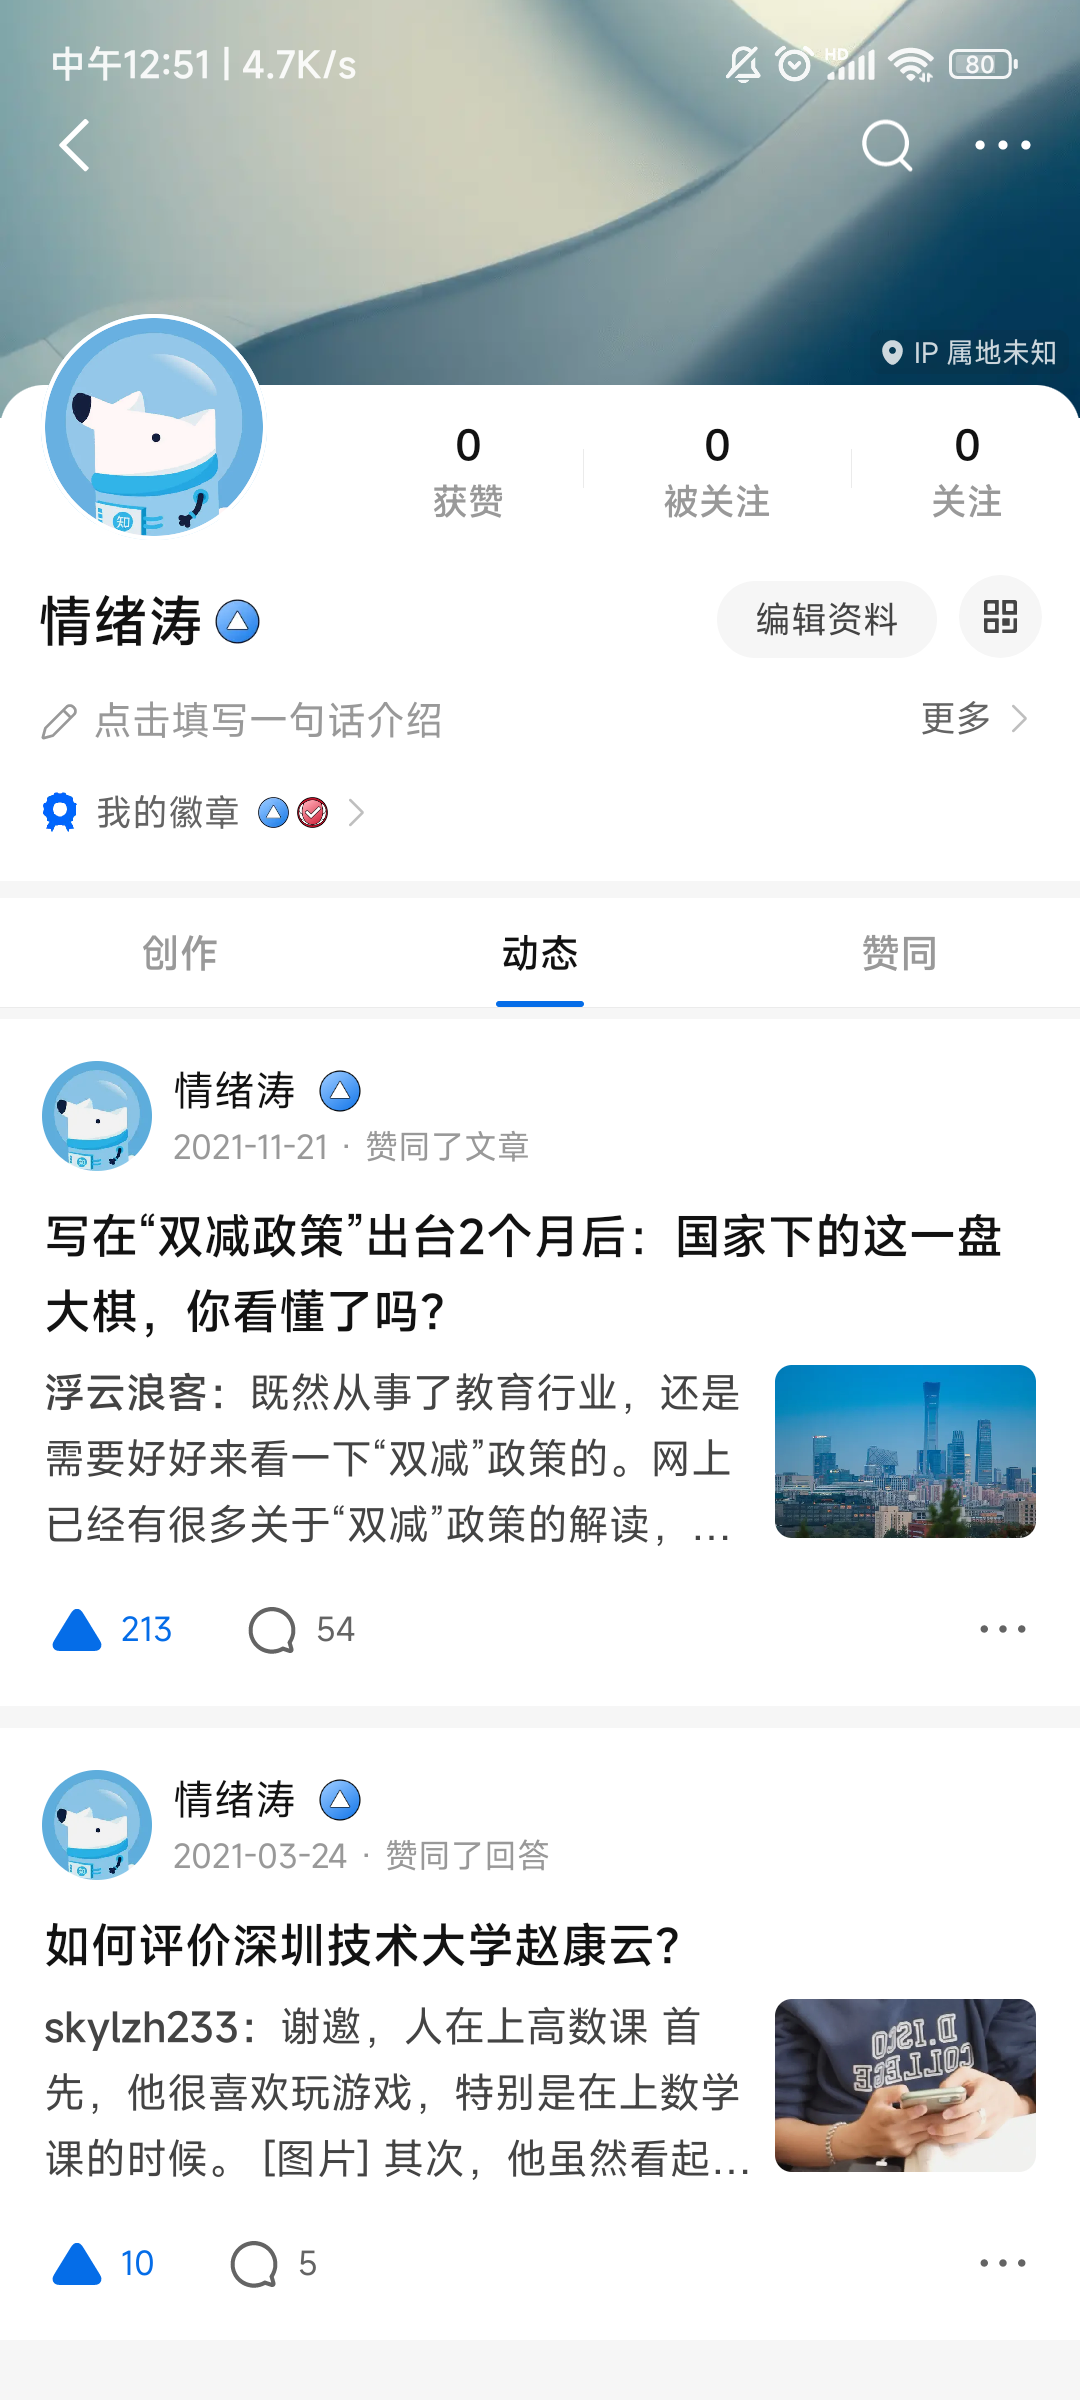 中午12:51 | 4.7K/s
HD
80
IP 属地未知
知
0
0
0
获赞
被关注
关注
情绪涛
编辑资料
点击填写一句话介绍
更多
我的徽章
创作
动态
赞同
情绪涛
2021-11-21 · 赞同了文章
写在“双减政策”出台2个月后：国家下的这一盘
大棋，你看懂了吗？
浮云浪客：既然从事了教育行业，还是
需要好好来看一下“双减”政策的。网上
已经有很多关于“双减”政策的解读，…
213
54
情绪涛
2021-03-24 · 赞同了回答
如何评价深圳技术大学赵康云？
skylzh233：谢邀，人在上高数课 首
先，他很喜欢玩游戏，特别是在上数学
课的时候。 [图片] 其次，他虽然看起…
D.ISCO
COLLEGE
10
5